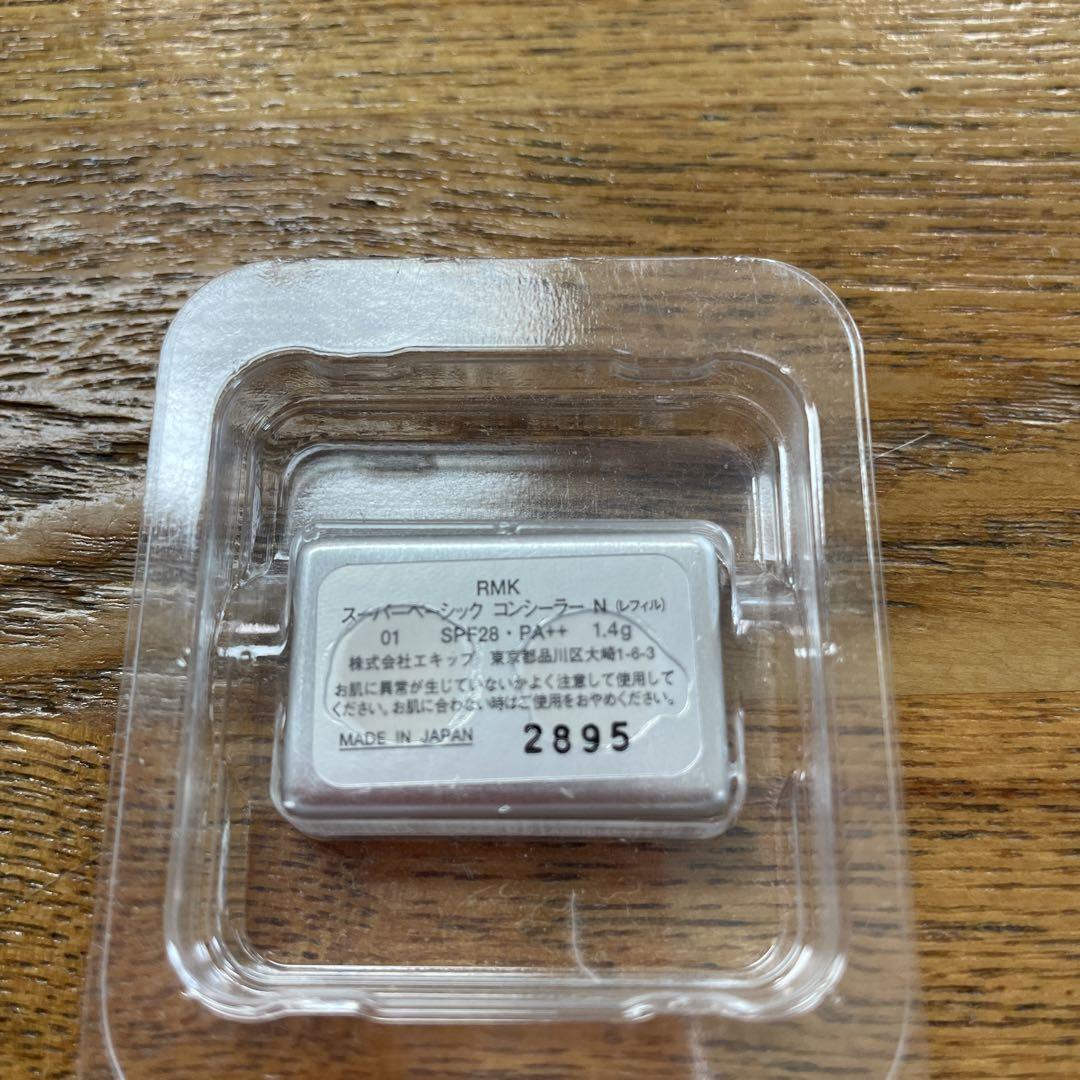 RMK
スーパーベーシック コンシーラー N (レフィル)
01 SPF28・PA++ 1.4g
株式会社エキップ 東京都品川区大崎1-6-3
お肌に異常が生じていないかよく注意して使用して
ください。お肌に合わない時はご使用をおやめください。
MADE IN JAPAN 2895